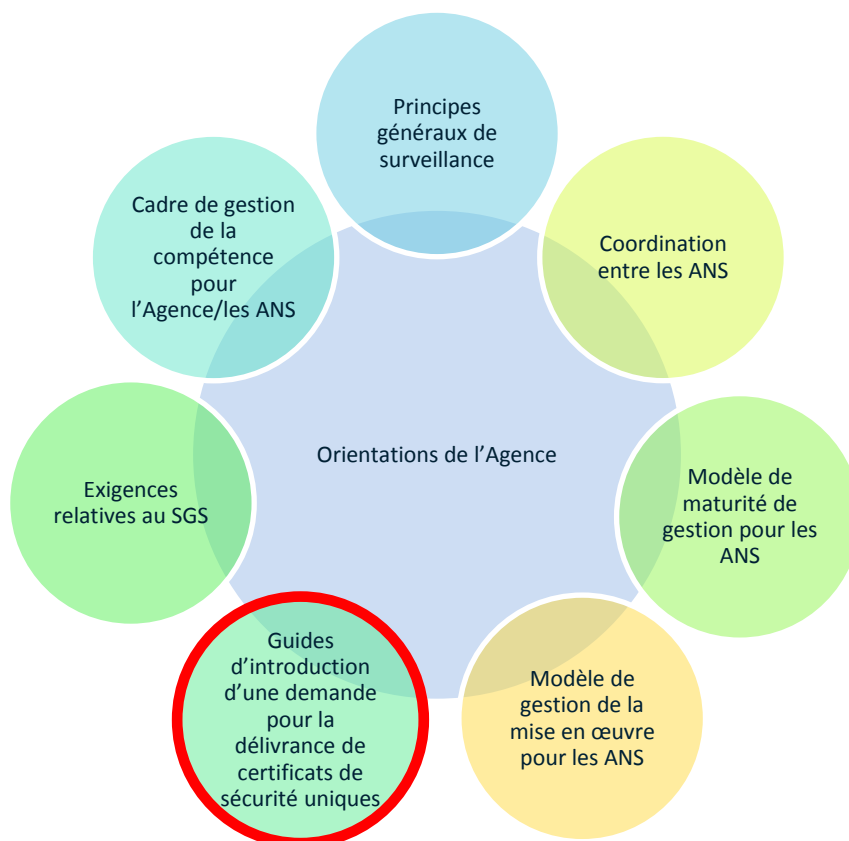 Principes
généraux de
surveillance
Cadre de gestion
de la
compétence
pour
l’Agence/les ANS
Coordination
entre les ANS
Orientations de l’Agence
Exigences
relatives au SGS
Modèle de
maturité de
gestion pour les
ANS
Guides
d’introduction
d’une demande
pour la
délivrance de
certificats de
sécurité uniques
Modèle de
gestion de la
mise en œuvre
pour les ANS